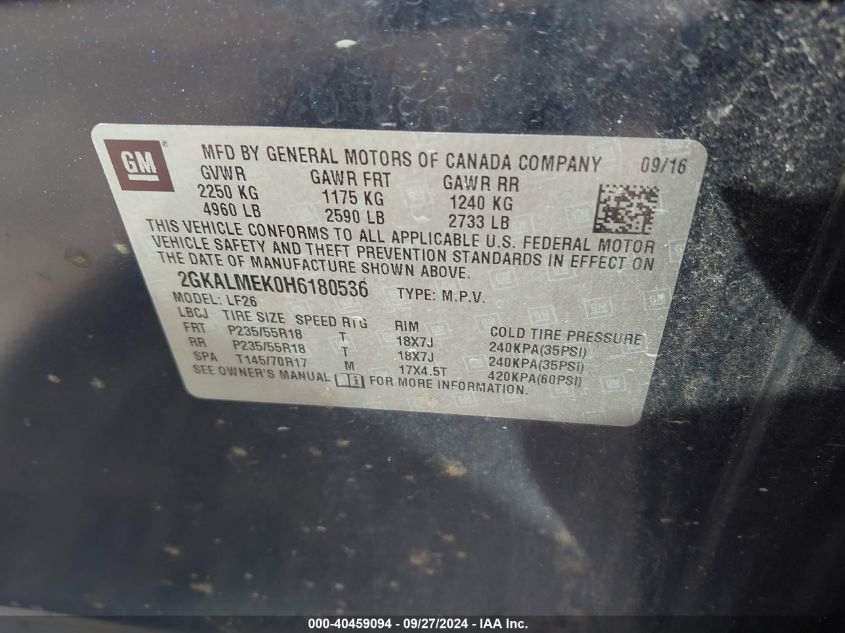 GM MFD BY GENERAL MOTORS OF CANADA COMPANY 09/16
GVWR GAWR FRT GAWR RR
2250 KG 1175 KG 1240 KG
4960 LB 2590 LB 2733 LB
THIS VEHICLE CONFORMS TO ALL APPLICABLE U.S. FEDERAL MOTOR
VEHICLE SAFETY AND THEFT PREVENTION STANDARDS IN EFFECT ON
THE DATE OF MANUFACTURE SHOWN ABOVE.
2GKALMEK0H6180536 TYPE: M.P.V.
MODEL: LF26
LBCJ TIRE SIZE SPEED RTG RIM COLD TIRE PRESSURE
FRT P235/55R18 T 18X7J 240KPA(35PSI)
RR P235/55R18 T 18X7J 240KPA(35PSI)
SPA T145/70R17 M 17X4.5T 420KPA(60PSI)
SEE OWNER'S MANUAL FOR MORE INFORMATION.
000-40459094 - 09/27/2024 - IAA Inc.